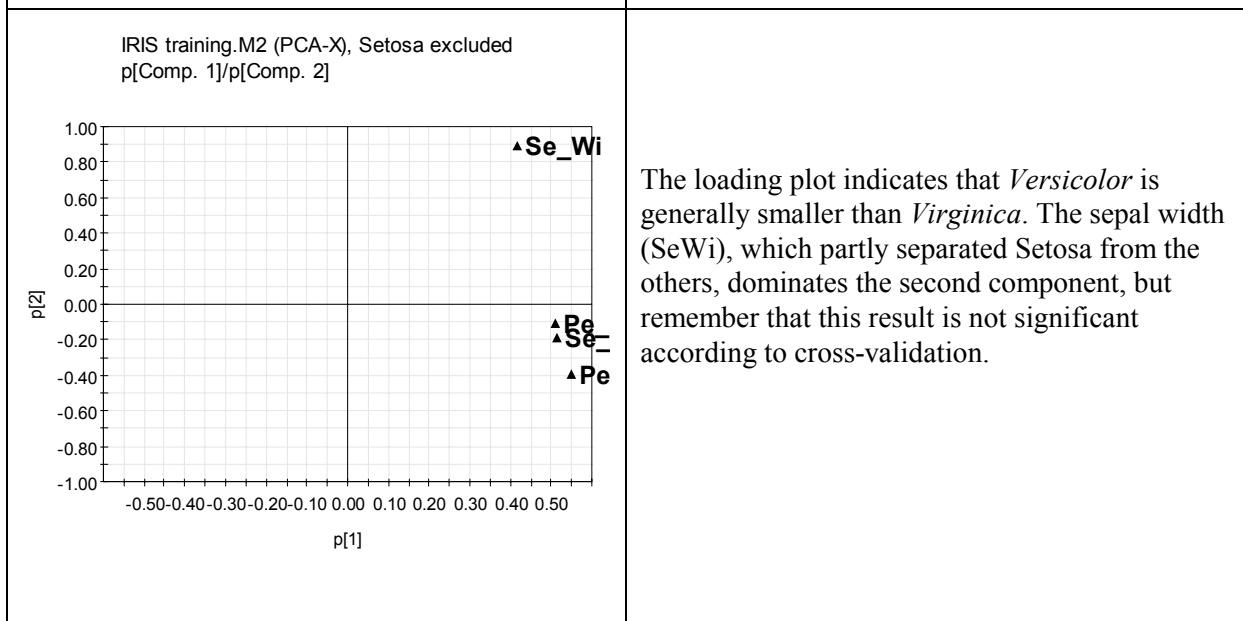 IRIS training.M2 (PCA-X), Setosa excluded
p[Comp. 1]/p[Comp. 2]
1.00
0.80
0.60
0.40
0.20
0.00
-0.20
-0.40
-0.60
-0.80
-1.00
p[2]
Se_Wi
Pe_
Se_
Pe
-0.50 -0.40 -0.30 -0.20 -0.10 0.00 0.10 0.20 0.30 0.40 0.50
p[1]
The loading plot indicates that Versicolor is
generally smaller than Virginica. The sepal width
(SeWi), which partly separated Setosa from the
others, dominates the second component, but
remember that this result is not significant
according to cross-validation.